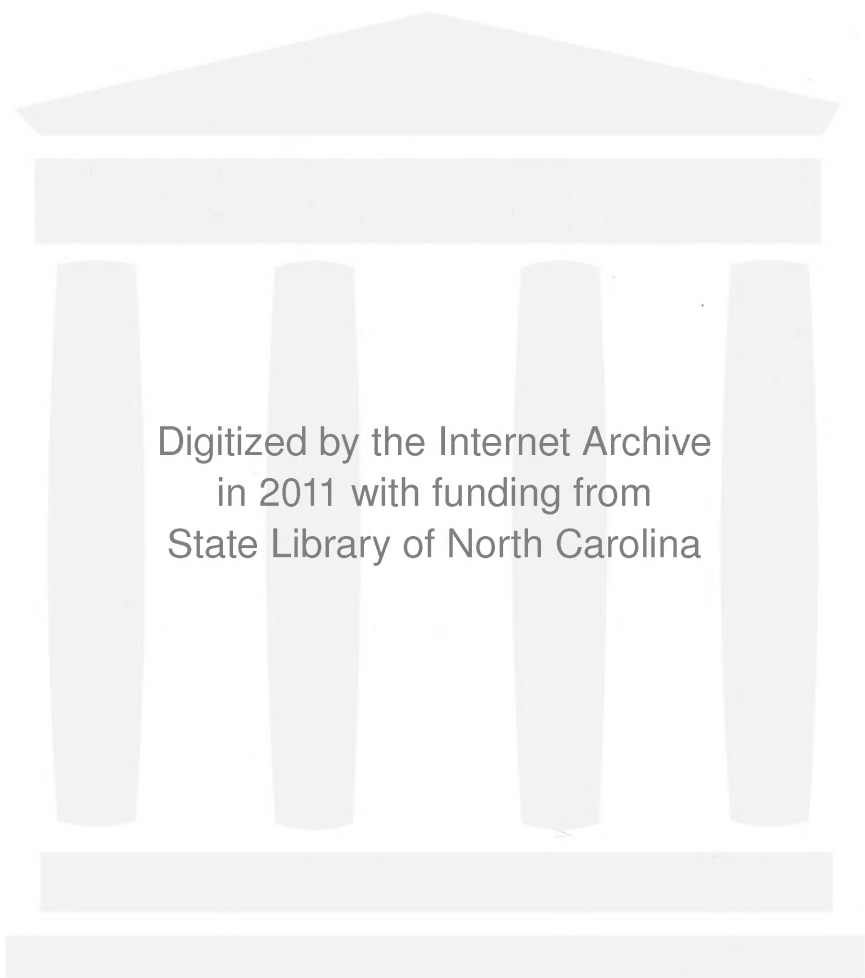 Digitized by the Internet Archive
in 2011 with funding from
State Library of North Carolina